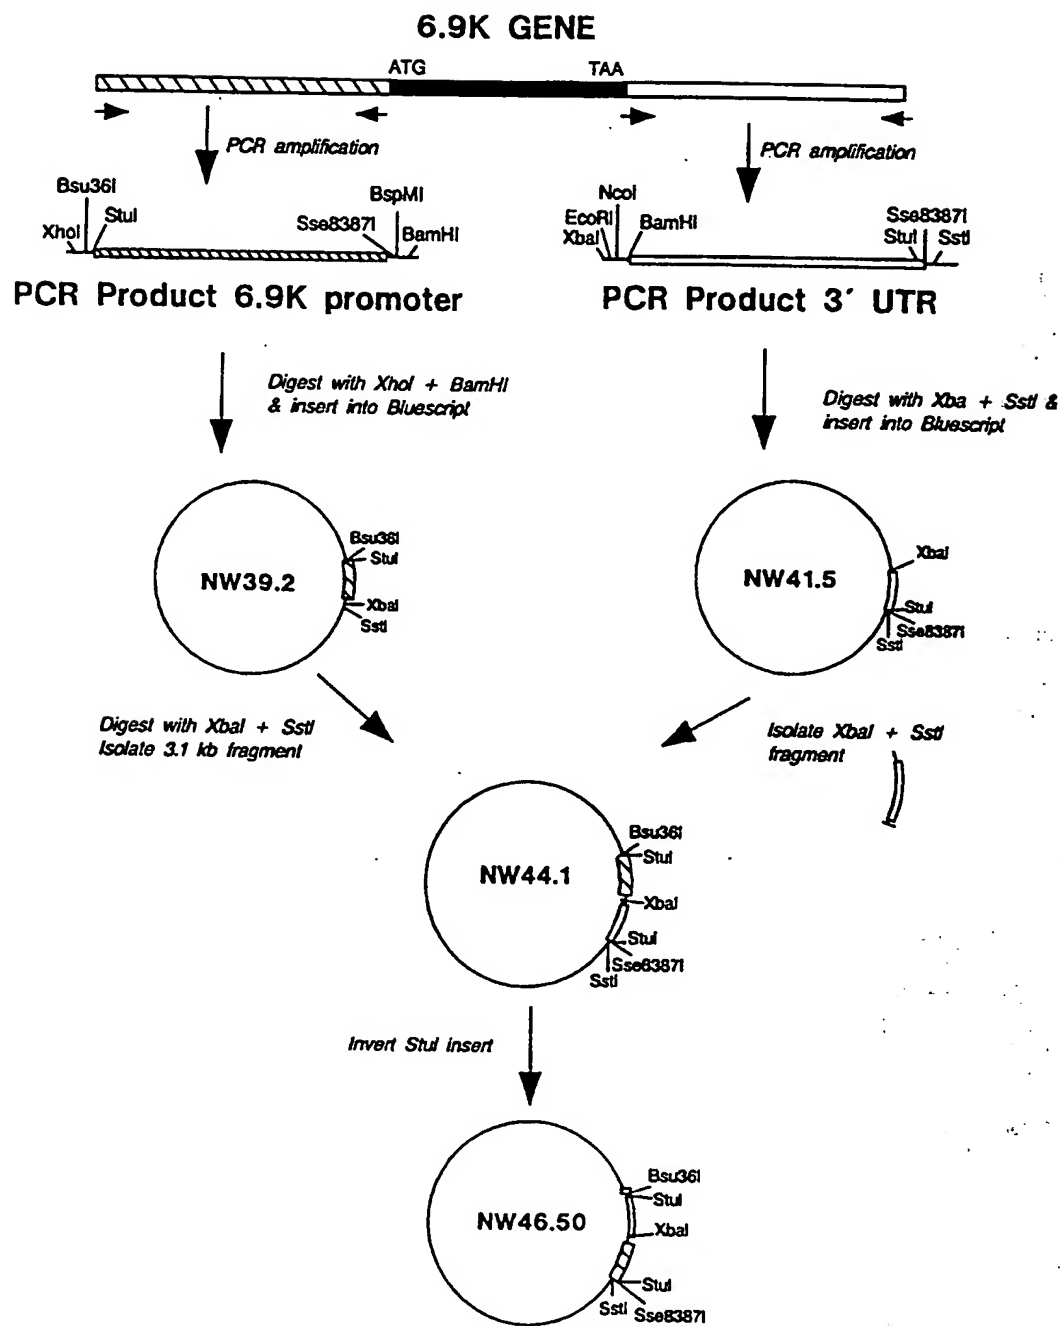 6.9K GENE
ATG
TAA
PCR amplification
PCR amplification
Bsu36I
StuI
XhoI
BspMI
Sse8387I
BamHI
NcoI
EcoRI
XbaI
BamHI
Sse8387I
StuI
SstI
PCR Product 6.9K promoter
PCR Product 3´ UTR
Digest with XhoI + BamHI
& insert into Bluescript
Digest with Xba + SstI &
insert into Bluescript
NW39.2
Bsu36I
StuI
XbaI
SstI
NW41.5
XbaI
StuI
Sse8387I
SstI
Digest with XbaI + SstI
Isolate 3.1 kb fragment
Isolate XbaI + SstI
fragment
NW44.1
Bsu36I
StuI
XbaI
StuI
Sse8387I
SstI
Invert StuI insert
NW46.50
Bsu36I
StuI
XbaI
StuI
SstI
Sse8387I